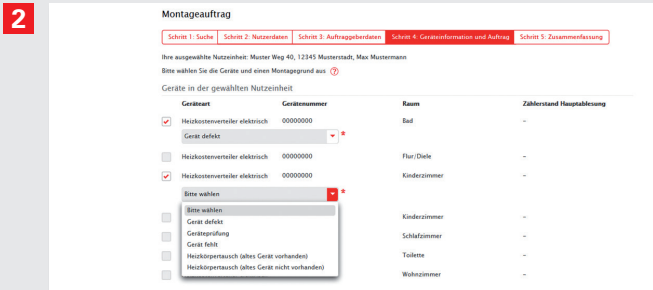 2
Montageauftrag
Schritt 1: Suche Schritt 2: Nutzerdaten Schritt 3: Auftraggeberdaten Schritt 4: Geräteinformation und Auftrag Schritt 5: Zusammenfassung
Ihre ausgewählte Nutzeinheit: Muster Weg 40, 12345 Musterstadt, Max Mustermann
Bitte wählen Sie die Geräte und einen Montagegrund aus ?
Geräte in der gewählten Nutzeinheit
Geräteart Gerätenummer Raum Zählerstand Hauptablesung
Heizkostenverteiler elektrisch 00000000 Bad –
Gerät defekt *
Heizkostenverteiler elektrisch 00000000 Flur/Diele –
Heizkostenverteiler elektrisch 00000000 Kinderzimmer –
Bitte wählen *
Bitte wählen
Kinderzimmer –
Gerät defekt
Geräteprüfung
Schlafzimmer –
Gerät fehlt
Heizkörpertausch (altes Gerät vorhanden)
Toilette –
Heizkörpertausch (altes Gerät nicht vorhanden)
Wohnzimmer –